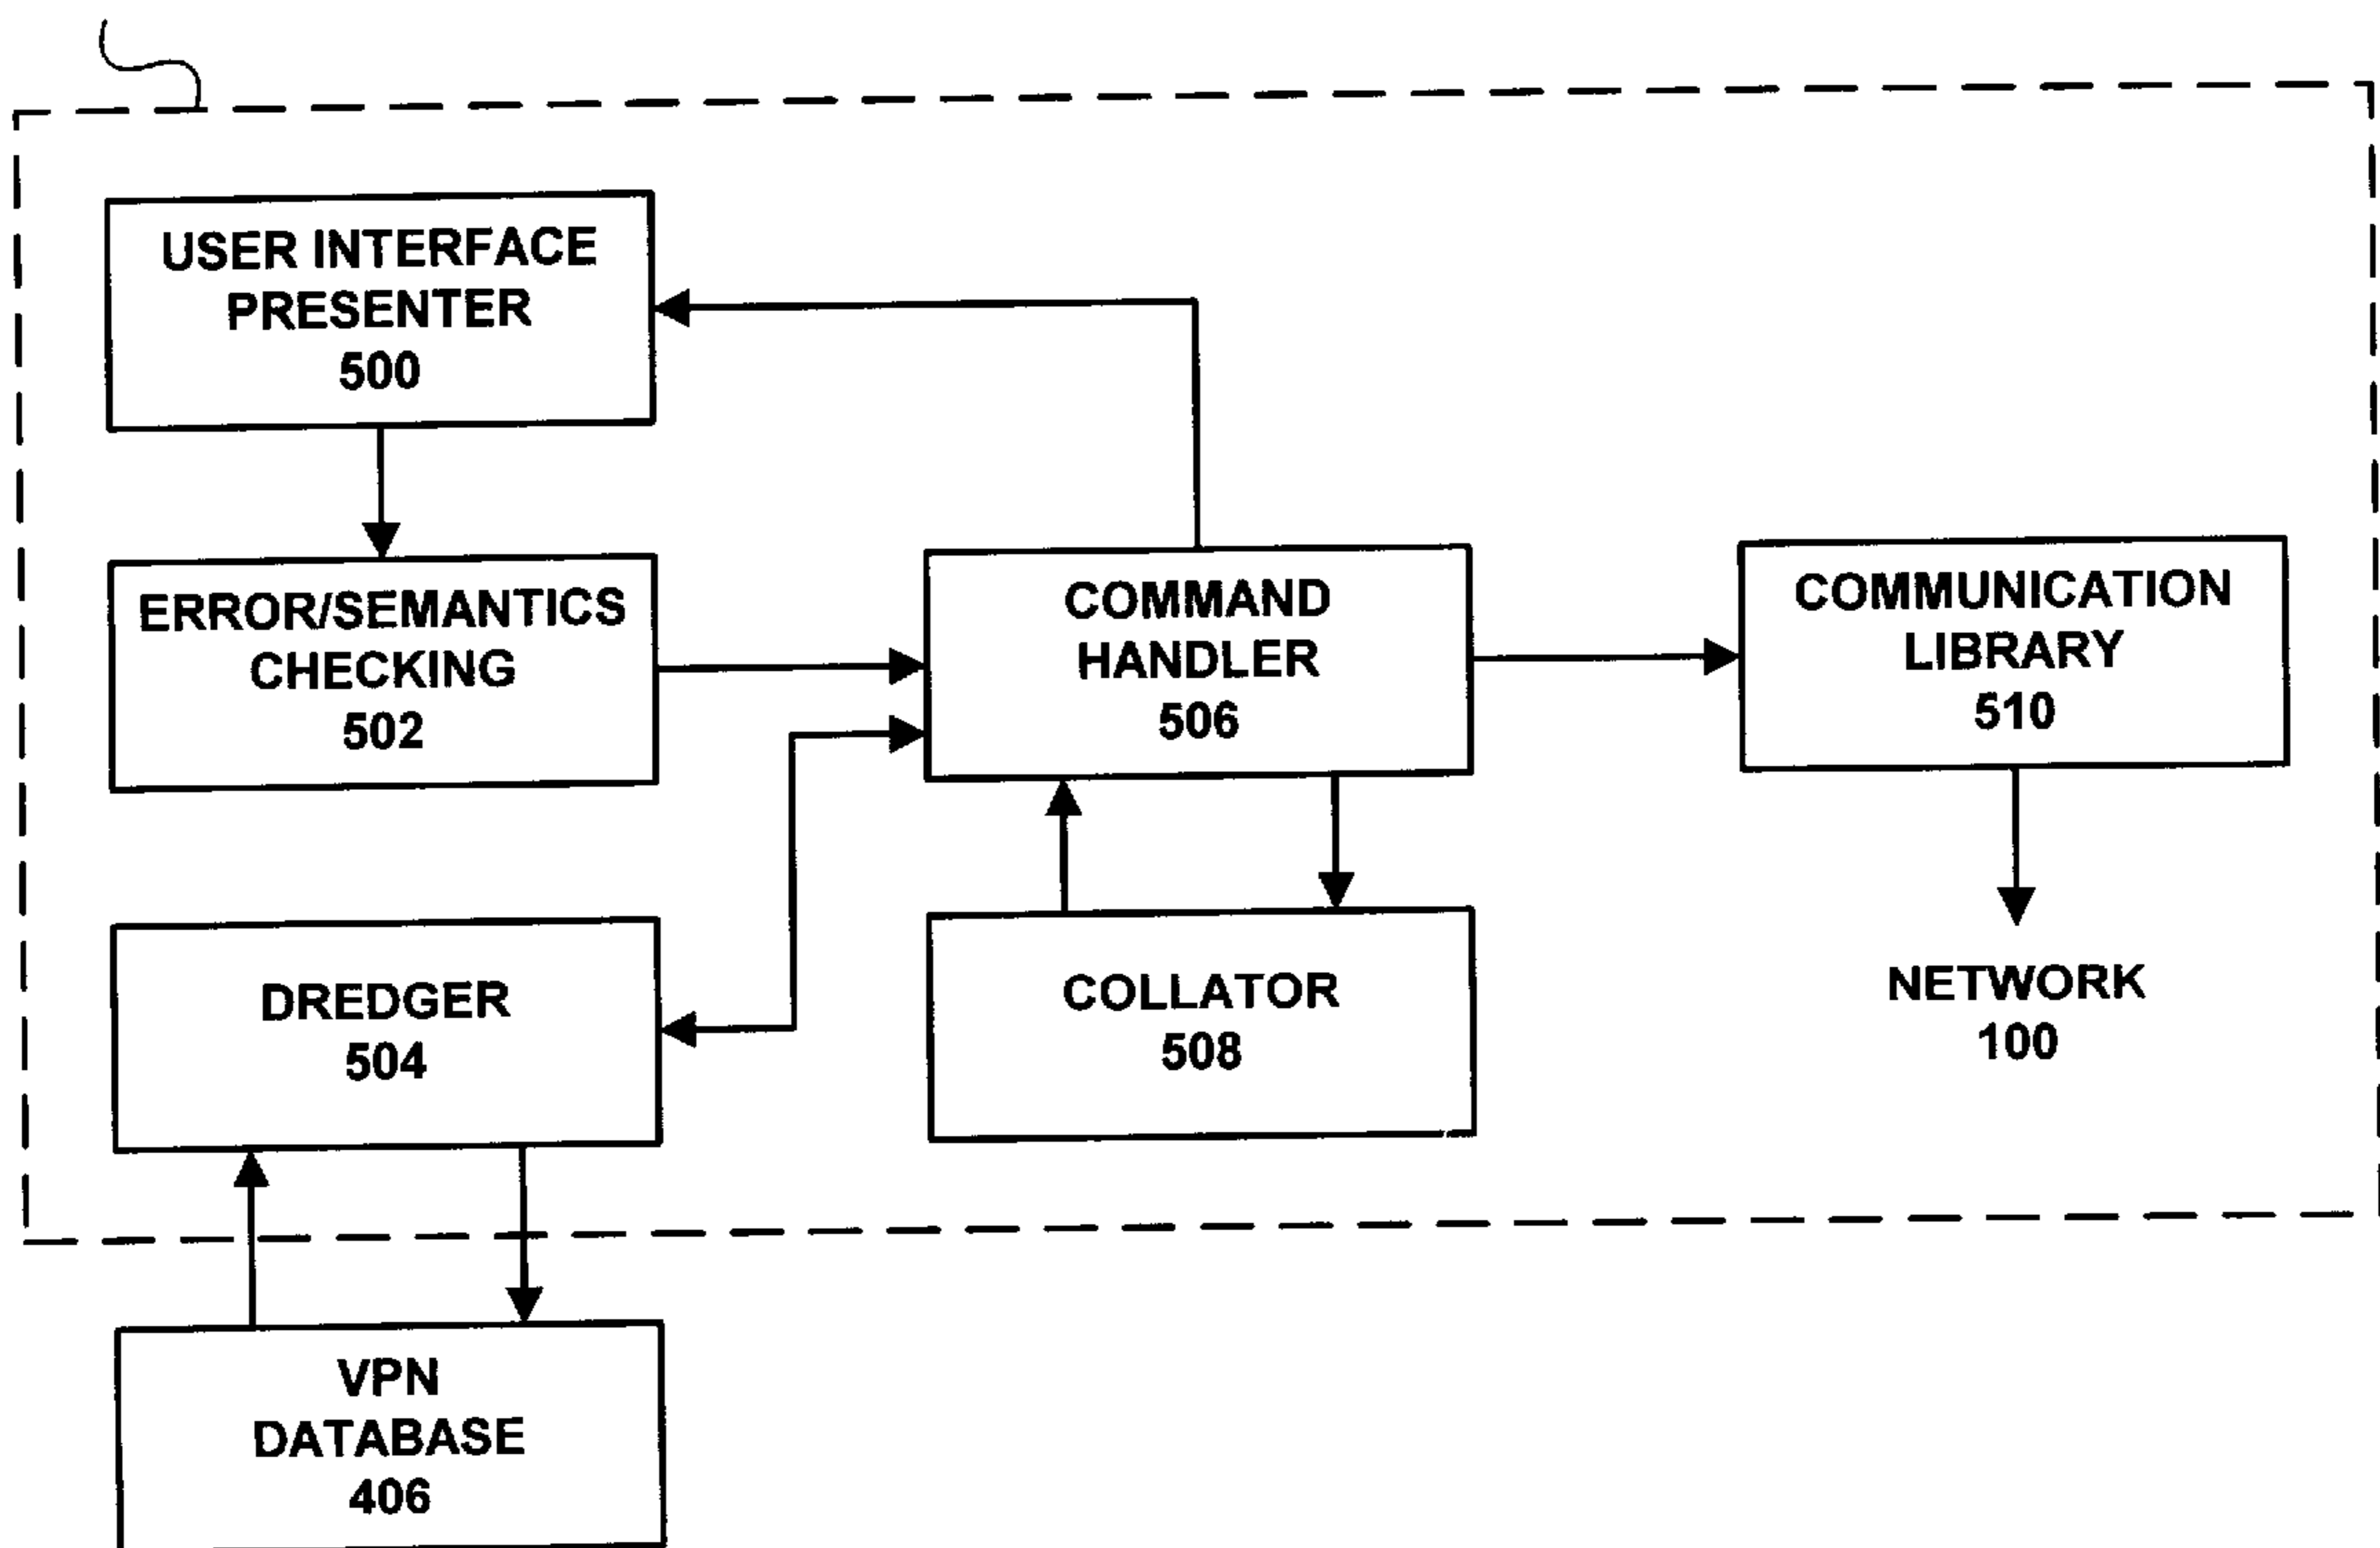 USER INTERFACE
PRESENTER
500
ERROR/SEMANTICS
CHECKING
502
COMMAND
HANDLER
506
COMMUNICATION
LIBRARY
510
DREDGER
504
COLLATOR
508
NETWORK
100
VPN
DATABASE
406